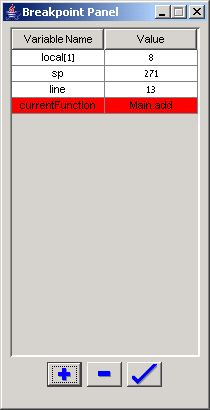 Breakpoint Panel
Variable Name Value
local[1] 8
sp 271
line 13
currentFunction Main.add